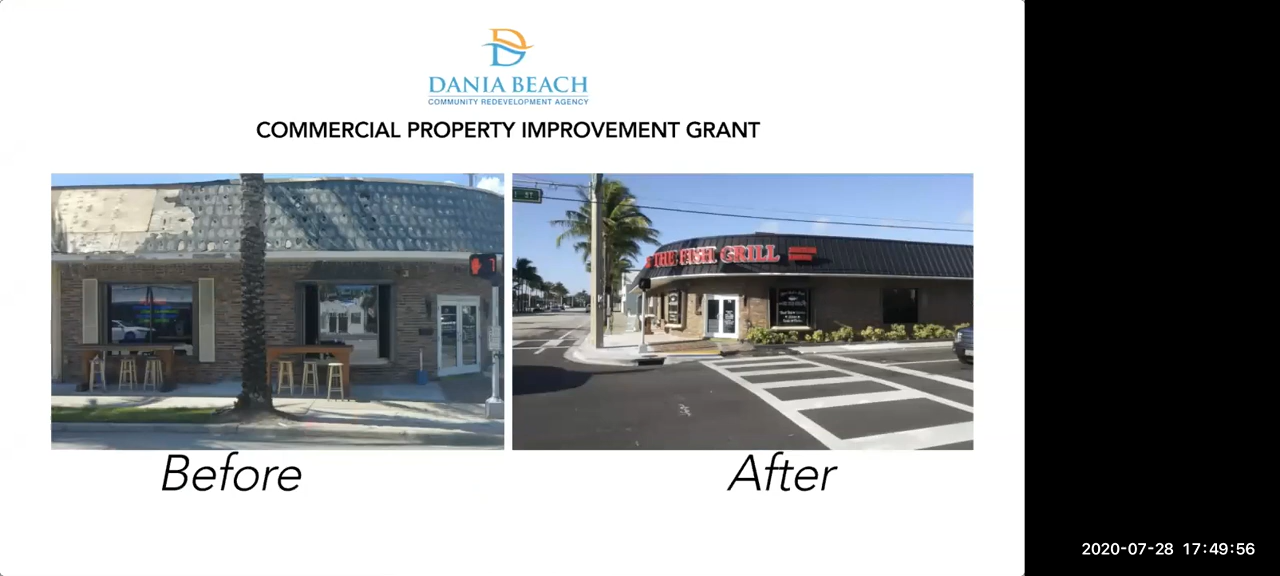 DANIA BEACH
COMMUNITY REDEVELOPMENT AGENCY
COMMERCIAL PROPERTY IMPROVEMENT GRANT
ST
THE FISH GRILL
Before
After
2020-07-28 17:49:56